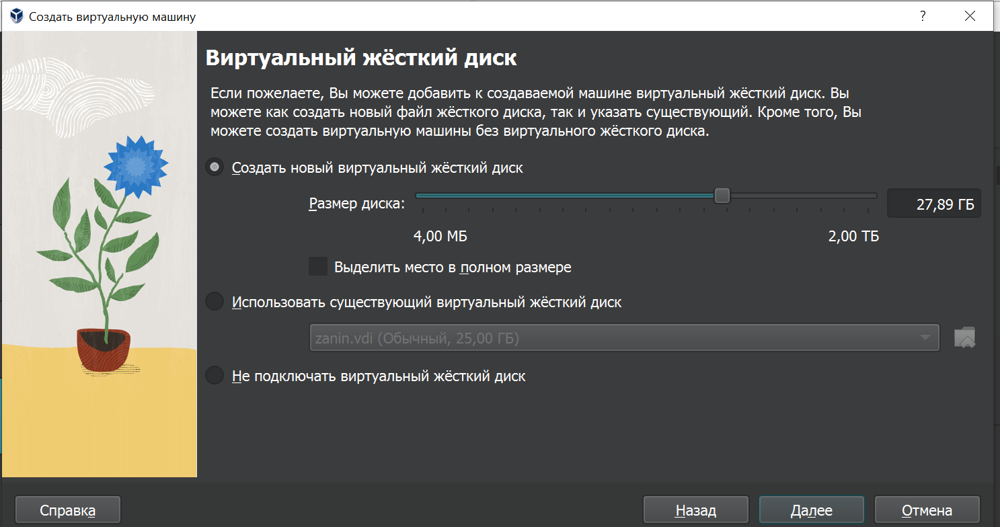 Создать виртуальную машину
?
Виртуальный жёсткий диск
Если пожелаете, Вы можете добавить к создаваемой машине виртуальный жёсткий диск. Вы
можете как создать новый файл жёсткого диска, так и указать существующий. Кроме того, Вы
можете создать виртуальную машины без виртуального жёсткого диска.
Создать новый виртуальный жёсткий диск
Размер диска: 27,89 ГБ
4,00 МБ 2,00 ТБ
Выделить место в полном размере
Использовать существующий виртуальный жёсткий диск
zanin.vdi (Обычный, 25,00 ГБ)
Не подключать виртуальный жёсткий диск
Справка Назад Далее Отмена